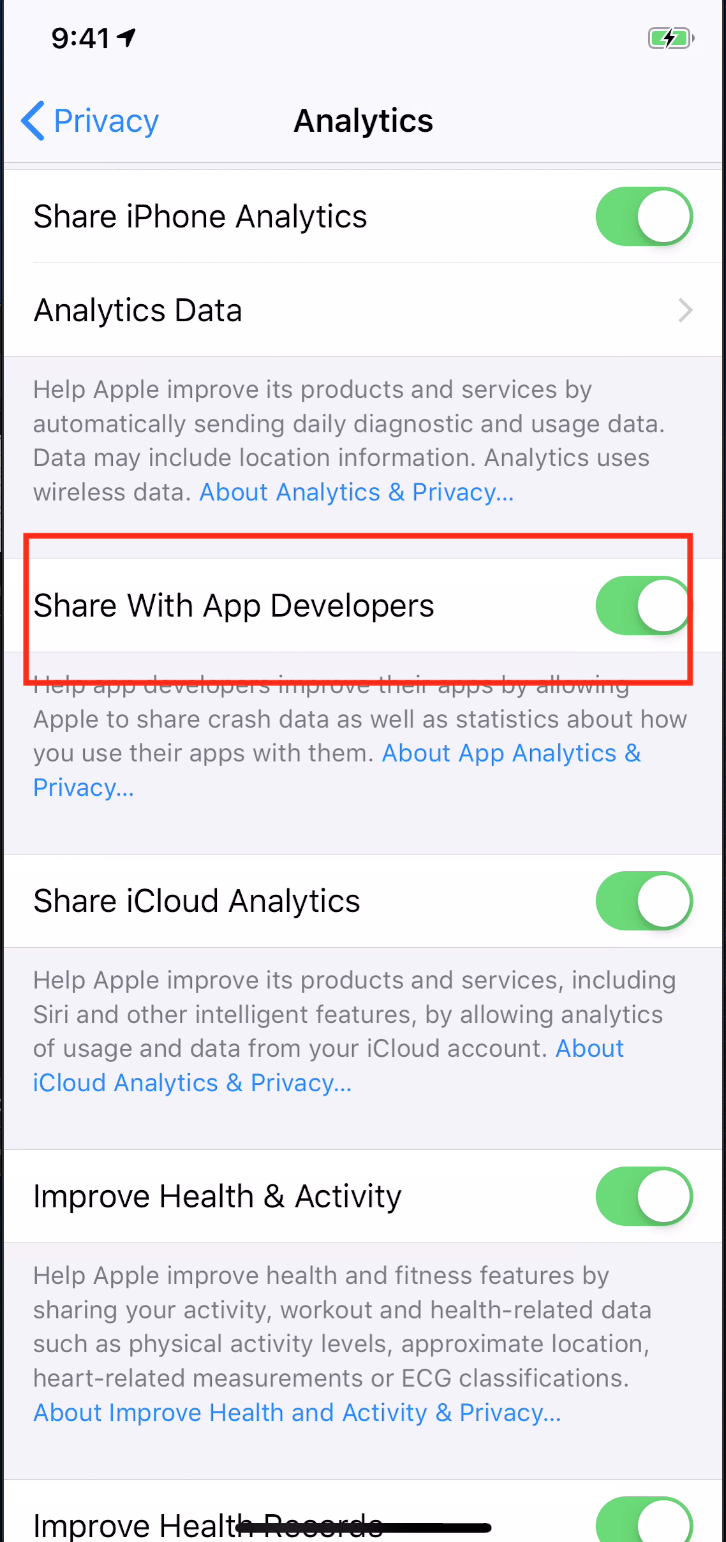 9:41
Privacy
Analytics
Share iPhone Analytics
Analytics Data
Help Apple improve its products and services by
automatically sending daily diagnostic and usage data.
Data may include location information. Analytics uses
wireless data. About Analytics & Privacy...
Share With App Developers
Help app developers improve their apps by allowing
Apple to share crash data as well as statistics about how
you use their apps with them. About App Analytics &
Privacy...
Share iCloud Analytics
Help Apple improve its products and services, including
Siri and other intelligent features, by allowing analytics
of usage and data from your iCloud account. About
iCloud Analytics & Privacy...
Improve Health & Activity
Help Apple improve health and fitness features by
sharing your activity, workout and health-related data
such as physical activity levels, approximate location,
heart-related measurements or ECG classifications.
About Improve Health and Activity & Privacy...
Improve Health Records